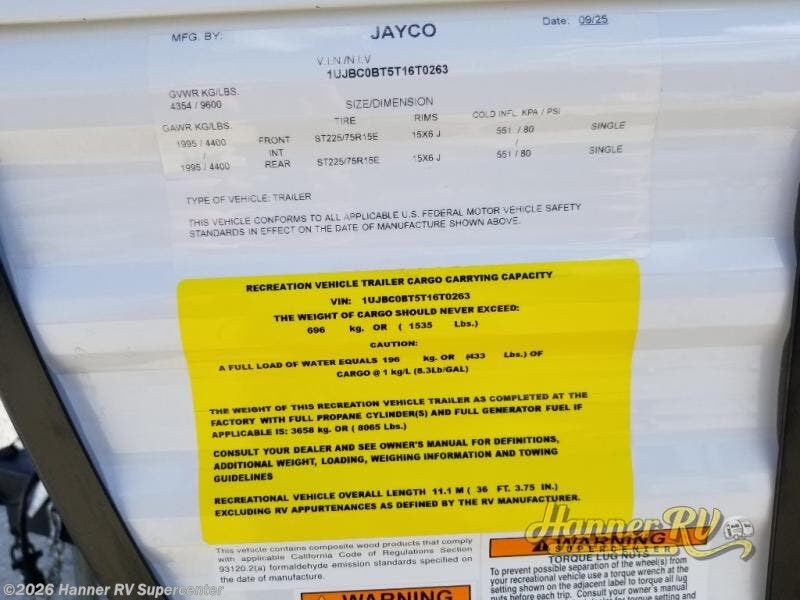 MFG. BY: JAYCO Date: 09/25
V.I.N./N.I.V
1UJBC0BT5T16T0263
GVWR KG/LBS.
4354 / 9600
SIZE/DIMENSION
GAWR KG/LBS. TIRE RIMS COLD INFL. KPA / PSI
1995 / 4400 FRONT ST225/75R15E 15X6 J 551 / 80 SINGLE
/ INT
1995 / 4400 REAR ST225/75R15E 15X6 J 551 / 80 SINGLE
TYPE OF VEHICLE: TRAILER
THIS VEHICLE CONFORMS TO ALL APPLICABLE U.S. FEDERAL MOTOR VEHICLE SAFETY
STANDARDS IN EFFECT ON THE DATE OF MANUFACTURE SHOWN ABOVE.
RECREATION VEHICLE TRAILER CARGO CARRYING CAPACITY
VIN: 1UJBC0BT5T16T0263
THE WEIGHT OF CARGO SHOULD NEVER EXCEED:
696 kg. OR ( 1535 Lbs.)
CAUTION:
A FULL LOAD OF WATER EQUALS 196 kg. OR (433 Lbs.) OF
CARGO @ 1 kg/L (8.3Lb/GAL)
THE WEIGHT OF THIS RECREATION VEHICLE TRAILER AS COMPLETED AT THE
FACTORY WITH FULL PROPANE CYLINDER(S) AND FULL GENERATOR FUEL IF
APPLICABLE IS: 3658 kg. OR ( 8065 Lbs.)
CONSULT YOUR DEALER AND SEE OWNER'S MANUAL FOR DEFINITIONS,
ADDITIONAL WEIGHT, LOADING, WEIGHING INFORMATION AND TOWING
GUIDELINES
RECREATIONAL VEHICLE OVERALL LENGTH 11.1 M ( 36 FT. 3.75 IN.)
EXCLUDING RV APPURTENANCES AS DEFINED BY THE RV MANUFACTURER.
This vehicle contains composite wood products that comply
with applicable California Code of Regulations Section
93120.2(a) formaldehyde emission standards specified on
the date of manufacture.
WARNING
WARNING
TORQUE LUG NUTS
To prevent possible separation of the wheel(s) from
your recreational vehicle use a torque wrench at the
setting shown on the adjacent label to torque all lug
nuts before each trip. Consult your owner's manual
for torque setting and
Hanner RV
SUPERCENTER
©2026 Hanner RV Supercenter